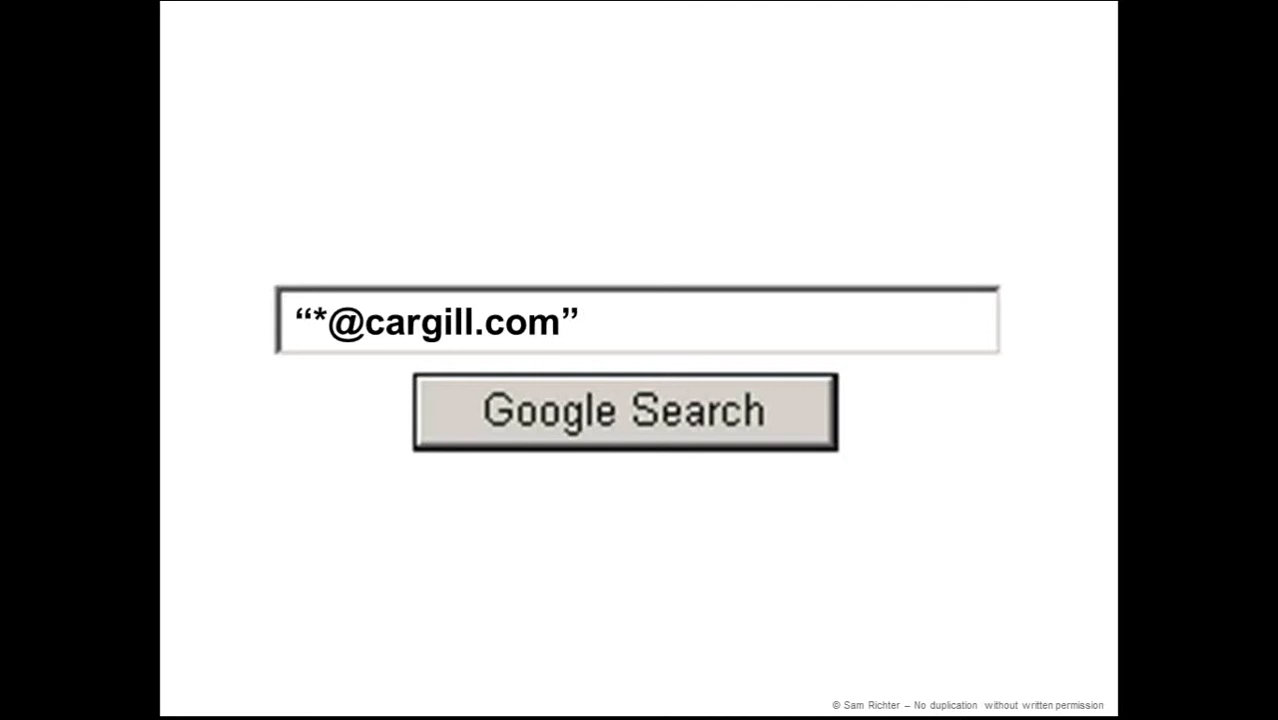 “*@cargill.com”
Google Search
© Sam Richter – No duplication without written permission